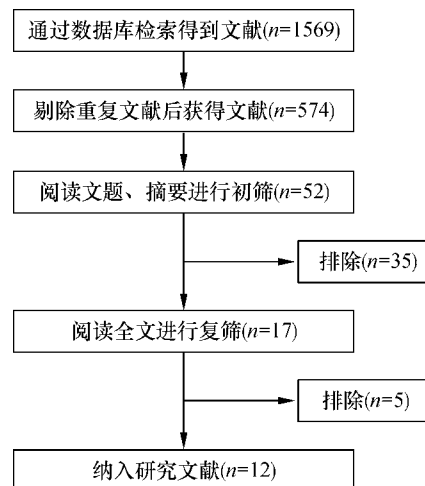 通过数据库检索得到文献(n=1569)
剔除重复文献后获得文献(n=574)
阅读文题、摘要进行初筛(n=52)
排除(n=35)
阅读全文进行复筛(n=17)
排除(n=5)
纳入研究文献(n=12)